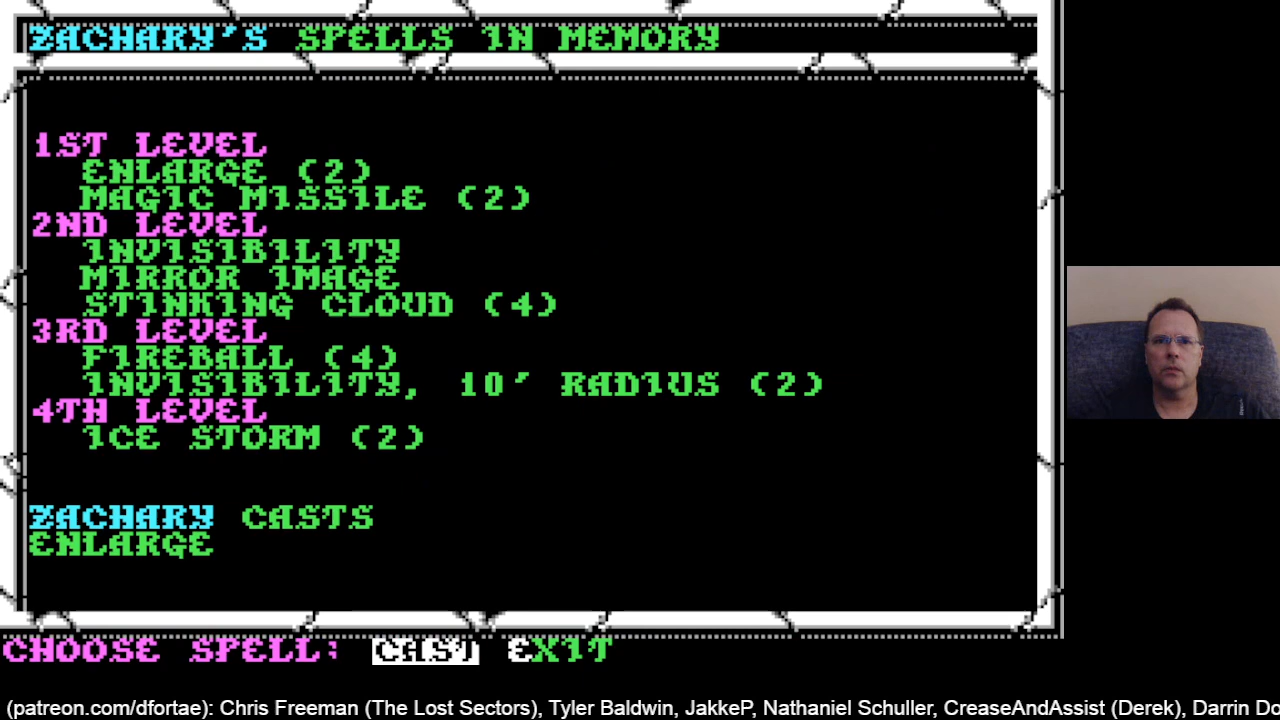 ZACHARY'S SPELLS IN MEMORY
1ST LEVEL
ENLARGE (2)
MAGIC MISSILE (2)
2ND LEVEL
INVISIBILITY
MIRROR IMAGE
STINKING CLOUD (4)
3RD LEVEL
FIREBALL (4)
INVISIBILITY, 10' RADIUS (2)
4TH LEVEL
ICE STORM (2)
ZACHARY CASTS
ENLARGE
CHOOSE SPELL: CAST EXIT
(patreon.com/dfortae): Chris Freeman (The Lost Sectors), Tyler Baldwin, JakkeP, Nathaniel Schuller, CreaseAndAssist (Derek), Darrin Do